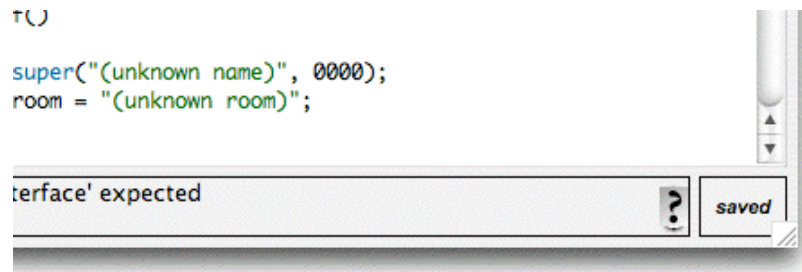 f()
super("(unknown name)", 0000);
room = "(unknown room)";
terface' expected
?
saved